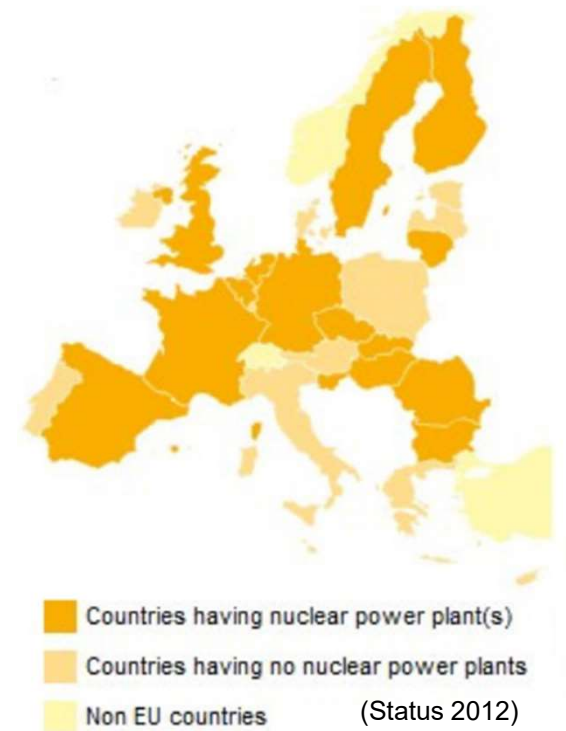 Countries having nuclear power plant(s)
Countries having no nuclear power plants
Non EU countries (Status 2012)